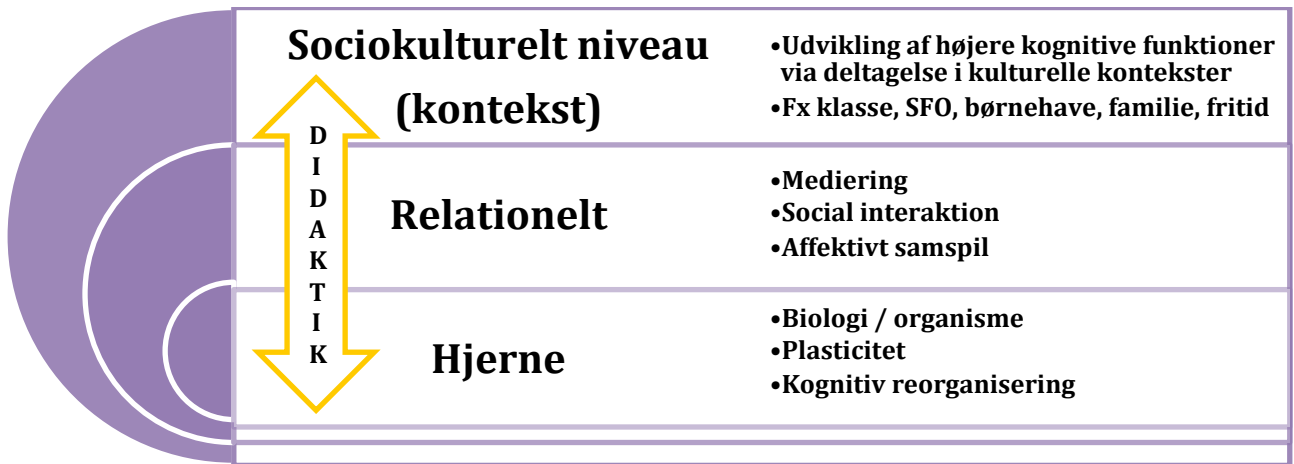 Sociokulturelt niveau
(kontekst)
•Udvikling af højere kognitive funktioner
via deltagelse i kulturelle kontekster
•Fx klasse, SFO, børnehave, familie, fritid
D
I
D
A
K
T
I
K
Relationelt
•Mediering
•Social interaktion
•Affektivt samspil
Hjerne
•Biologi / organisme
•Plasticitet
•Kognitiv reorganisering